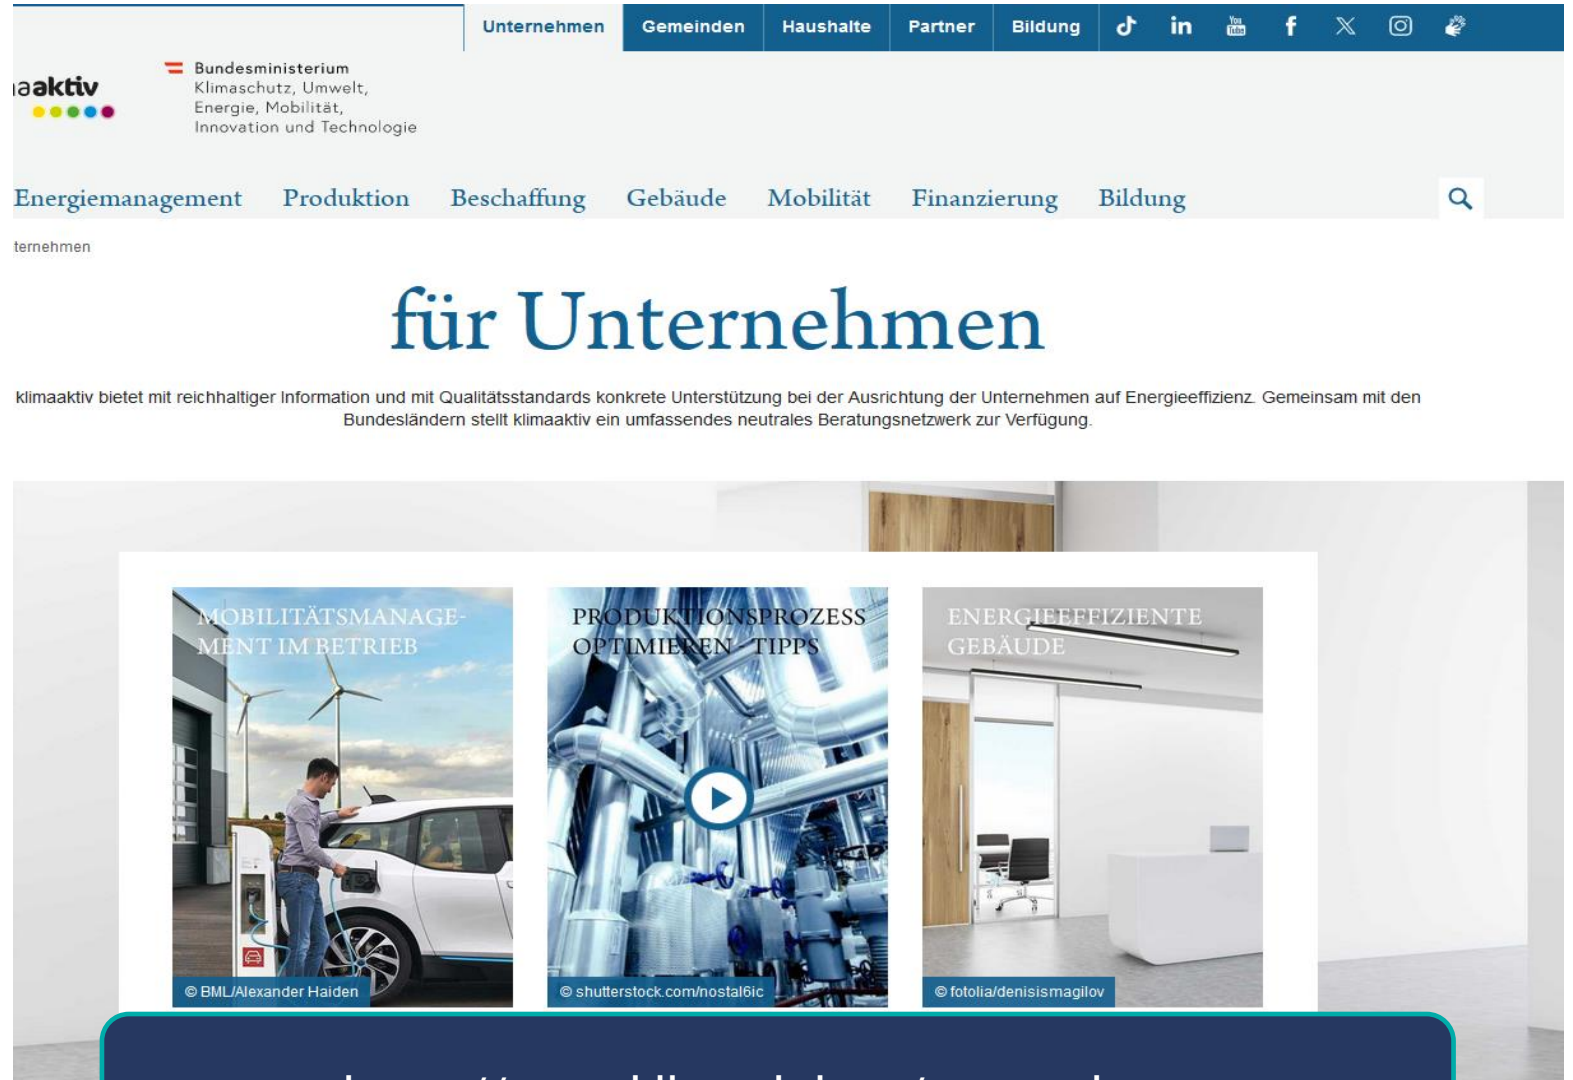 Unternehmen Gemeinden Haushalte Partner Bildung
aaktiv
Bundesministerium
Klimaschutz, Umwelt,
Energie, Mobilität,
Innovation und Technologie
Energiemanagement Produktion Beschaffung Gebäude Mobilität Finanzierung Bildung
ternehmen
für Unternehmen
klimaaktiv bietet mit reichhaltiger Information und mit Qualitätsstandards konkrete Unterstützung bei der Ausrichtung der Unternehmen auf Energieeffizienz. Gemeinsam mit den
Bundesländern stellt klimaaktiv ein umfassendes neutrales Beratungsnetzwerk zur Verfügung.
MOBILITÄTSMANAGE-
MENT IM BETRIEB
© BML/Alexander Haiden
PRODUKTIONSPROZESS
OPTIMIEREN - TIPPS
© shutterstock.com/nostal6ic
ENERGIEEFFIZIENTE
GEBÄUDE
© fotolia/denisismagilov